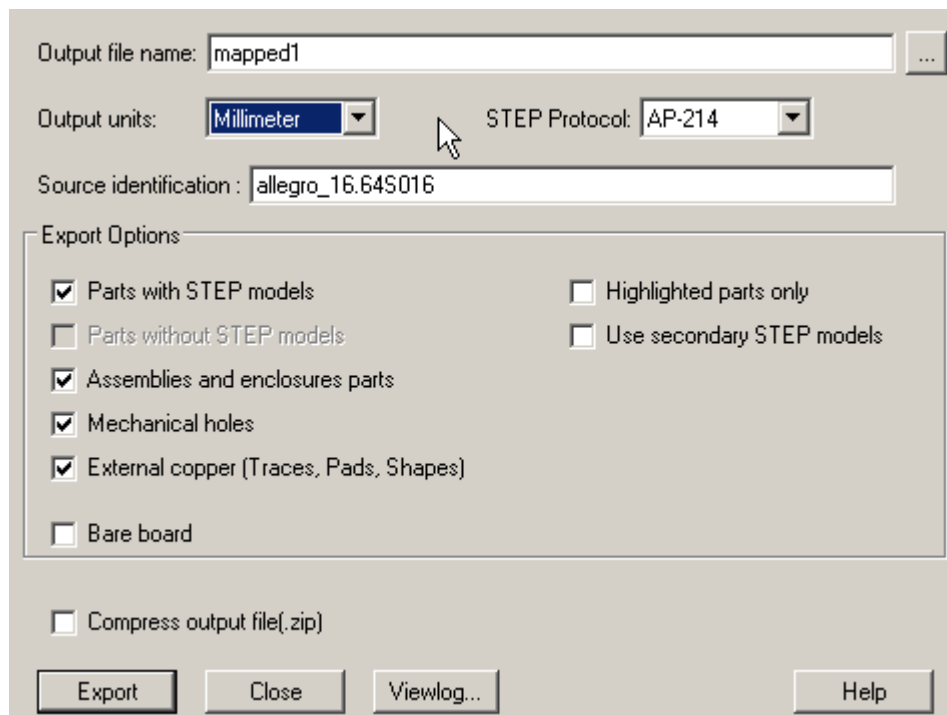 Output file name: mapped1 ...
Output units: Millimeter STEP Protocol: AP-214
Source identification : allegro_16.64S016
Export Options
Parts with STEP models Highlighted parts only
Parts without STEP models Use secondary STEP models
Assemblies and enclosures parts
Mechanical holes
External copper (Traces, Pads, Shapes)
Bare board
Compress output file(.zip)
Export Close Viewlog... Help